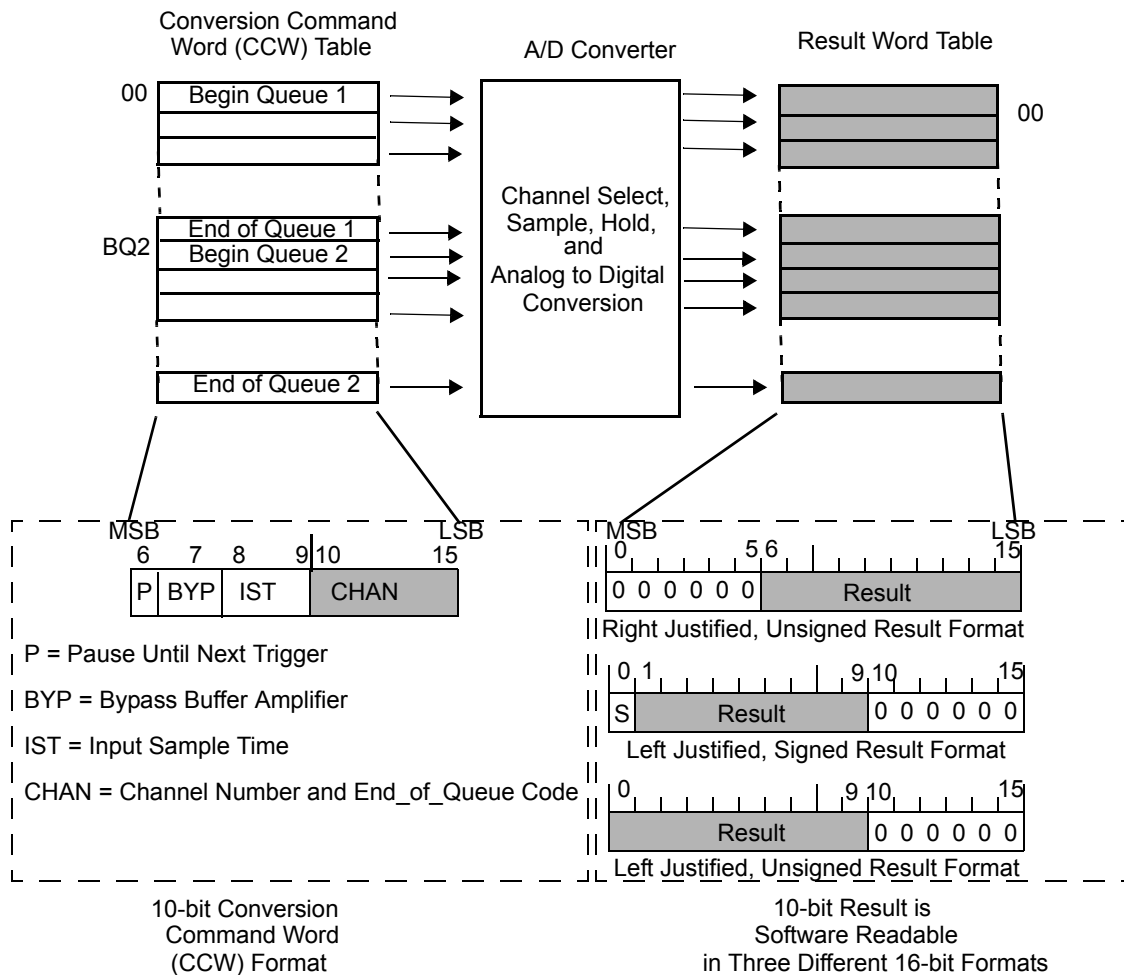 Conversion Command
Word (CCW) Table
A/D Converter
Result Word Table
00
Begin Queue 1
00
End of Queue 1
BQ2
Begin Queue 2
Channel Select,
Sample, Hold,
and
Analog to Digital
Conversion
End of Queue 2
MSB
LSB
6 7 8 9 10 15
P BYP IST CHAN
P = Pause Until Next Trigger
BYP = Bypass Buffer Amplifier
IST = Input Sample Time
CHAN = Channel Number and End_of_Queue Code
10-bit Conversion
Command Word
(CCW) Format
MSB
LSB
0 5 6 15
0 0 0 0 0 0 Result
Right Justified, Unsigned Result Format
0 1 9 10 15
S Result 0 0 0 0 0 0
Left Justified, Signed Result Format
0 9 10 15
Result 0 0 0 0 0 0
Left Justified, Unsigned Result Format
10-bit Result is
Software Readable
in Three Different 16-bit Formats